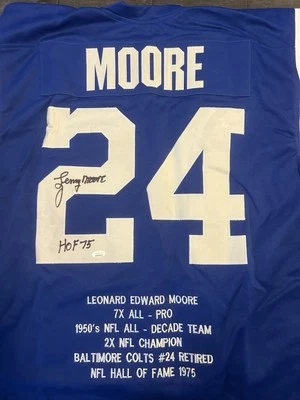 MOORE
24
Lenny Moore
HOF 75
LEONARD EDWARD MOORE
7X ALL - PRO
1950's NFL ALL - DECADE TEAM
2X NFL CHAMPION
BALTIMORE COLTS #24 RETIRED
NFL HALL OF FAME 1975